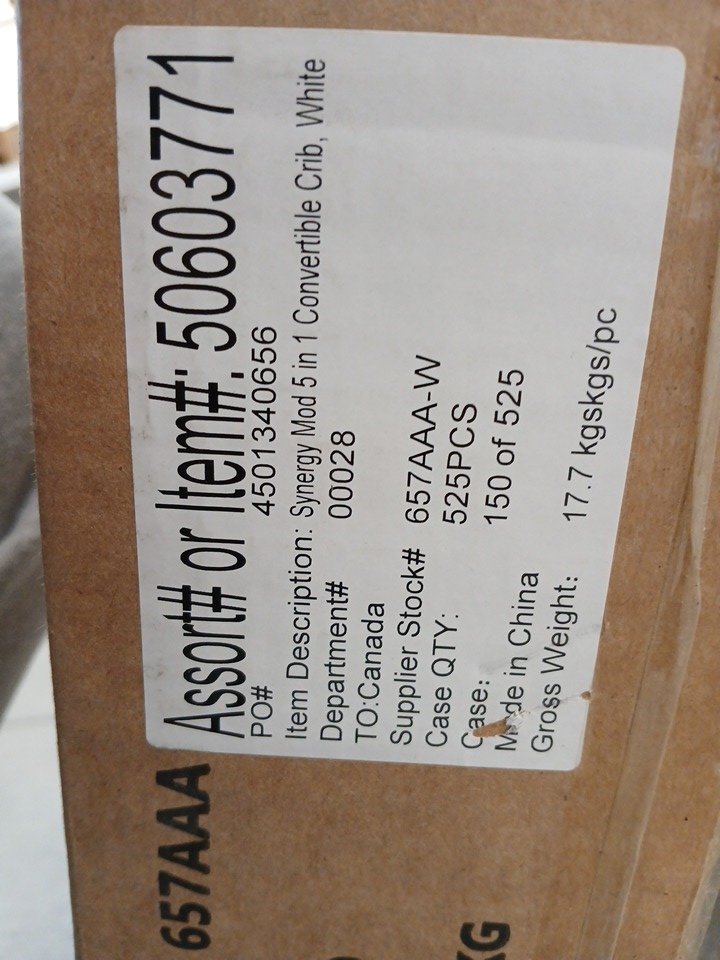 Assort# or Item#: 50603771
PO# 4501340656
Item Description: Synergy Mod 5 in 1 Convertible Crib, White
Department# 00028
TO:Canada
Supplier Stock# 657AAA-W
Case QTY: 525PCS
Case: 150 of 525
Made in China
Gross Weight: 17.7 kgskgs/pc
657AAA
KG